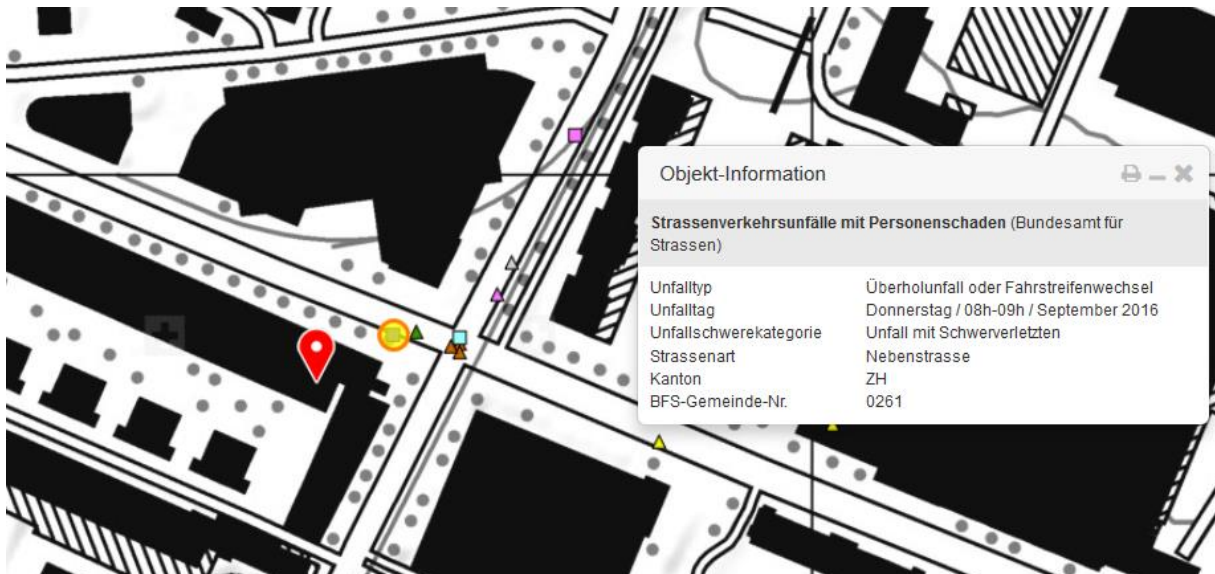 Objekt-Information
Strassenverkehrsunfälle mit Personenschaden (Bundesamt für
Strassen)
Unfalltyp Überholunfall oder Fahrstreifenwechsel
Unfalltag Donnerstag / 08h-09h / September 2016
Unfallschwerekategorie Unfall mit Schwerverletzten
Strassenart Nebenstrasse
Kanton ZH
BFS-Gemeinde-Nr. 0261